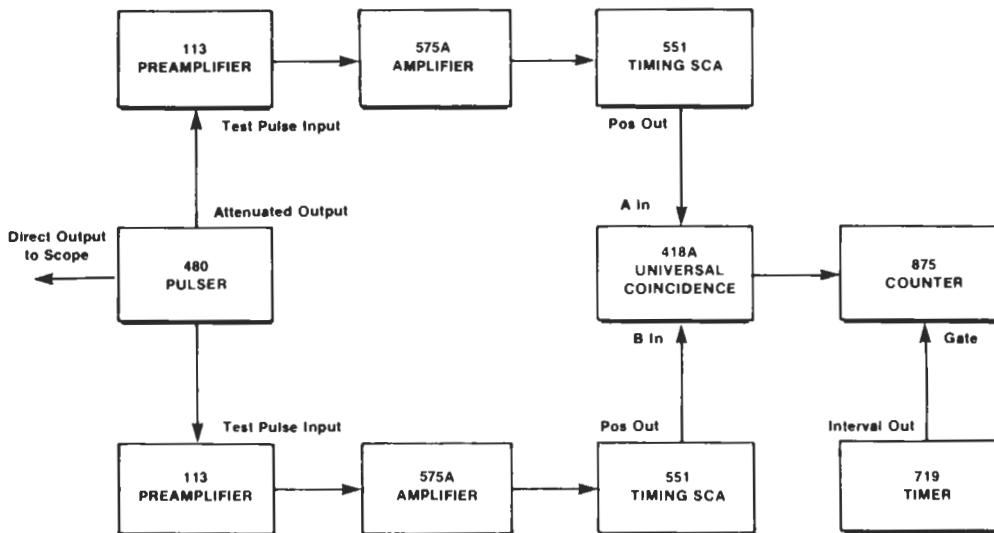 113
PREAMPLIFIER
575A
AMPLIFIER
551
TIMING SCA
Test Pulse Input
Pos Out
Attenuated Output
A In
Direct Output
to Scope
480
PULSER
418A
UNIVERSAL
COINCIDENCE
875
COUNTER
B In
Gate
Test Pulse Input
Pos Out
Interval Out
113
PREAMPLIFIER
575A
AMPLIFIER
551
TIMING SCA
719
TIMER